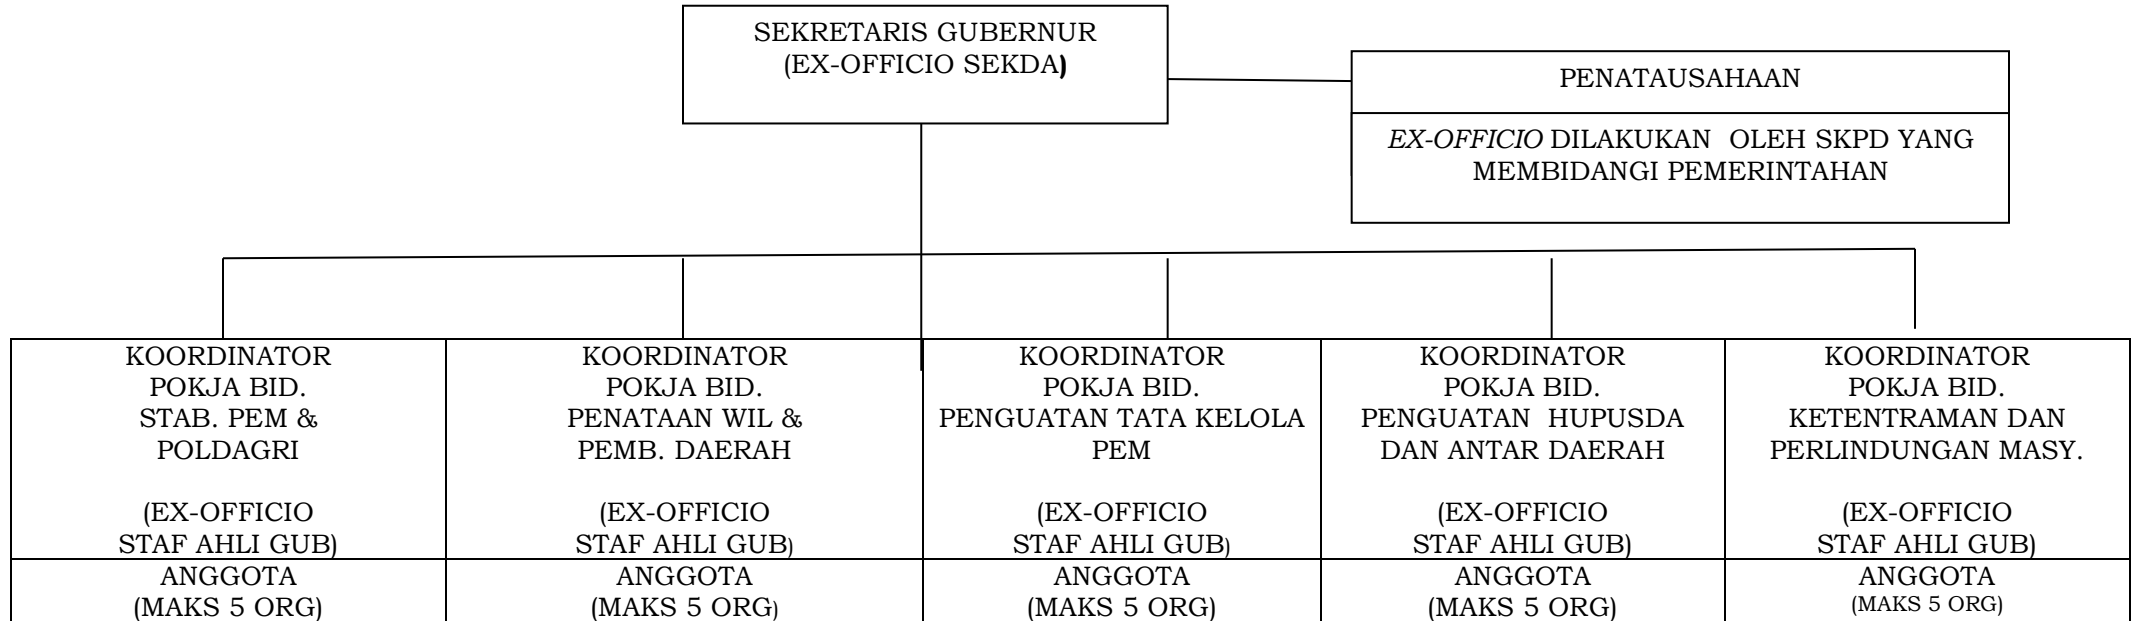 SEKRETARIS GUBERNUR
(EX-OFFICIO SEKDA)
PENATAUSAHAAN
EX-OFFICIO DILAKUKAN OLEH SKPD YANG
MEMBIDANGI PEMERINTAHAN
KOORDINATOR
POKJA BID.
STAB. PEM &
POLDAGRI
(EX-OFFICIO
STAF AHLI GUB)
KOORDINATOR
POKJA BID.
PENATAAN WIL &
PEMB. DAERAH
(EX-OFFICIO
STAF AHLI GUB)
KOORDINATOR
POKJA BID.
PENGUATAN TATA KELOLA
PEM
(EX-OFFICIO
STAF AHLI GUB)
KOORDINATOR
POKJA BID.
PENGUATAN HUPUSDA
DAN ANTAR DAERAH
(EX-OFFICIO
STAF AHLI GUB)
KOORDINATOR
POKJA BID.
KETENTRAMAN DAN
PERLINDUNGAN MASY.
(EX-OFFICIO
STAF AHLI GUB)
ANGGOTA
(MAKS 5 ORG)
ANGGOTA
(MAKS 5 ORG)
ANGGOTA
(MAKS 5 ORG)
ANGGOTA
(MAKS 5 ORG)
ANGGOTA
(MAKS 5 ORG)